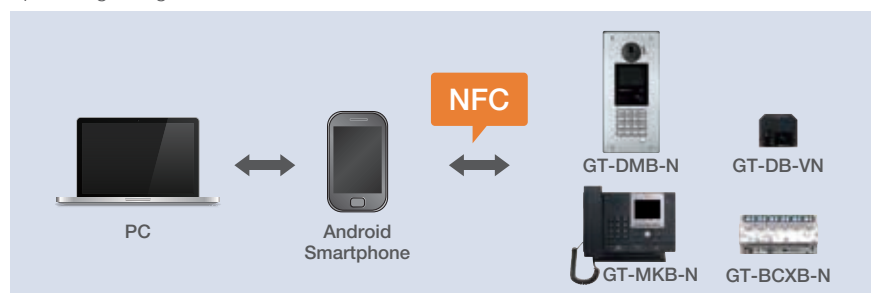 NFC
GT-DMB-N
GT-DB-VN
PC
Android
Smartphone
GT-MKB-N
GT-BCXB-N